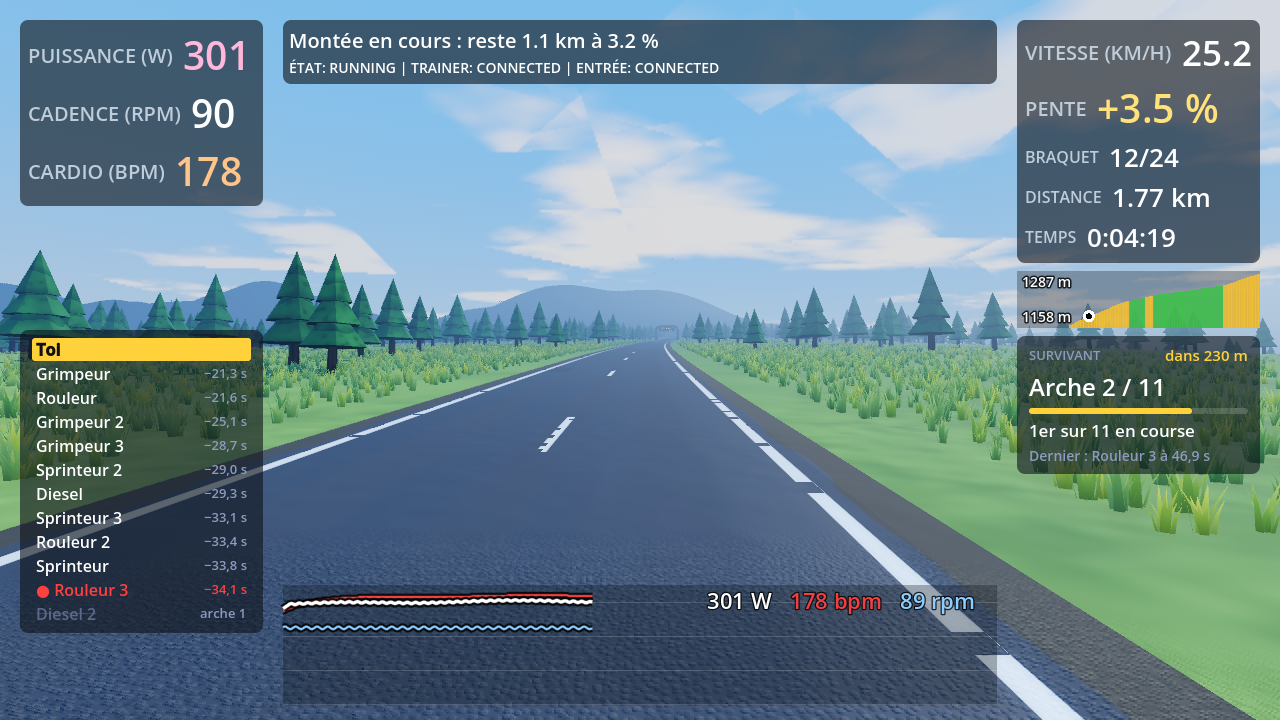 PUISSANCE (W) 301
CADENCE (RPM) 90
CARDIO (BPM) 178
Montée en cours : reste 1.1 km à 3.2 %
ÉTAT: RUNNING | TRAINER: CONNECTED | ENTRÉE: CONNECTED
VITESSE (KM/H) 25.2
PENTE +3.5 %
BRAQUET 12/24
DISTANCE 1.77 km
TEMPS 0:04:19
1287 m
1158 m
SURVIVANT dans 230 m
Arche 2 / 11
1er sur 11 en course
Dernier : Rouleur 3 à 46,9 s
Toi
Grimpeur −21,3 s
Rouleur −21,6 s
Grimpeur 2 −25,1 s
Grimpeur 3 −28,7 s
Sprinteur 2 −29,0 s
Diesel −29,3 s
Sprinteur 3 −33,1 s
Rouleur 2 −33,4 s
Sprinteur −33,8 s
Rouleur 3 −34,1 s
Diesel 2 arche 1
301 W 178 bpm 89 rpm